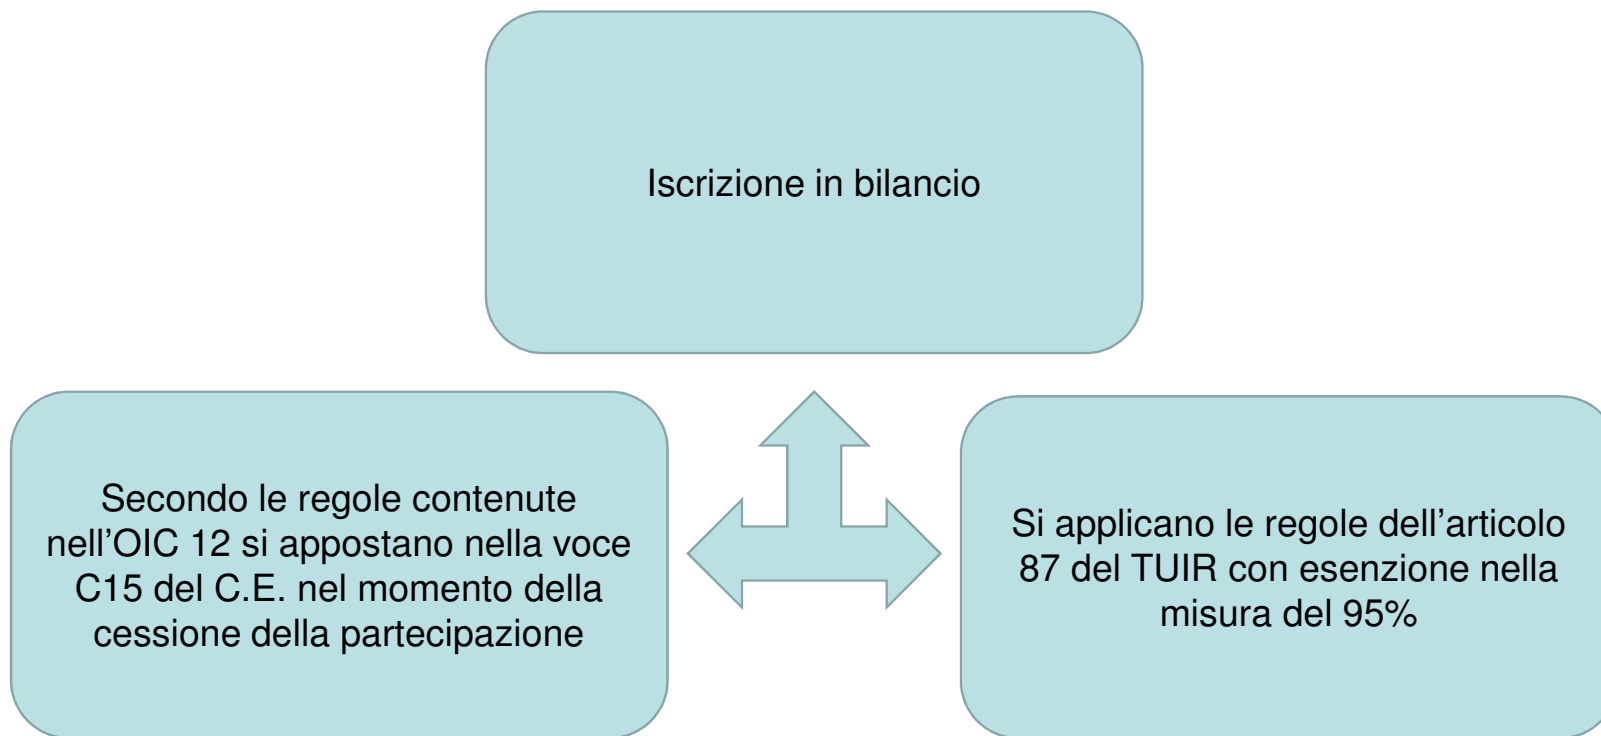 Iscrizione in bilancio
Secondo le regole contenute
nell’OIC 12 si appostano nella voce
C15 del C.E. nel momento della
cessione della partecipazione
Si applicano le regole dell’articolo
87 del TUIR con esenzione nella
misura del 95%